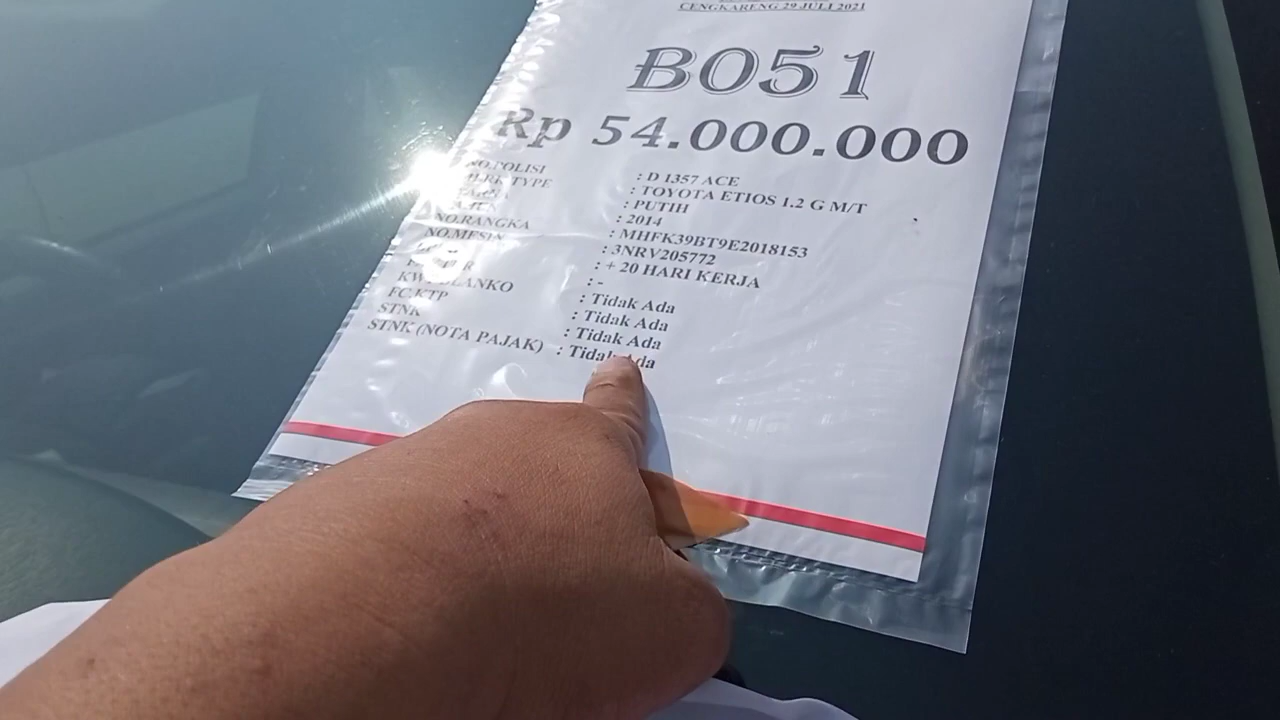 CENGKARENG 29 JULI 2021
B051
Rp 54.000.000
NO.POLISI : D 1357 ACE
TYPE : TOYOTA ETIOS 1.2 G M/T
: PUTIH
: 2014
NO.RANGKA : MHFK39BT9E2018153
NO.MESIN : 3NRV205772
: + 20 HARI KERJA
: -
BLANKO : Tidak Ada
FC.KTP : Tidak Ada
STNK : Tidak Ada
STNK (NOTA PAJAK) : Tidak Ada